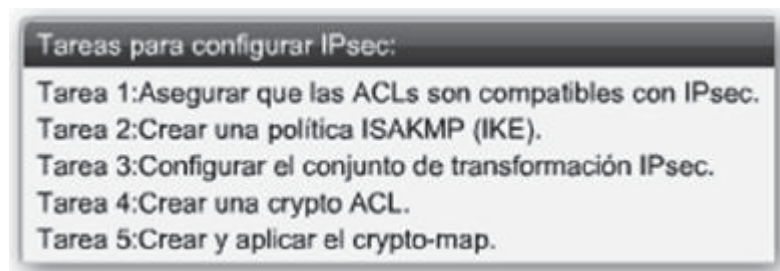 Tareas para configurar IPsec:
Tarea 1:Asegurar que las ACLs son compatibles con IPsec.
Tarea 2:Crear una política ISAKMP (IKE).
Tarea 3:Configurar el conjunto de transformación IPsec.
Tarea 4:Crear una crypto ACL.
Tarea 5:Crear y aplicar el crypto-map.